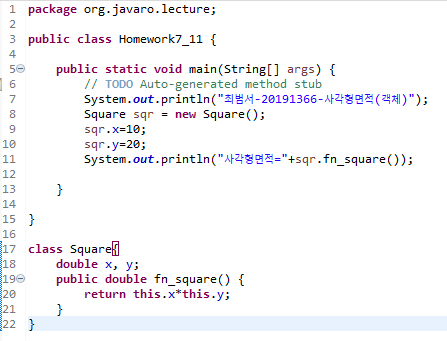 1 package org.javaro.lecture;
2
3 public class Homework7_11 {
4
5     public static void main(String[] args) {
6         // TODO Auto-generated method stub
7         System.out.println("최범서-20191366-사각형면적(객체)");
8         Square sqr = new Square();
9         sqr.x=10;
10         sqr.y=20;
11         System.out.println("사각형면적="+sqr.fn_square());
12
13     }
14
15 }
16
17 class Square{
18     double x, y;
19     public double fn_square() {
20         return this.x*this.y;
21     }
22 }